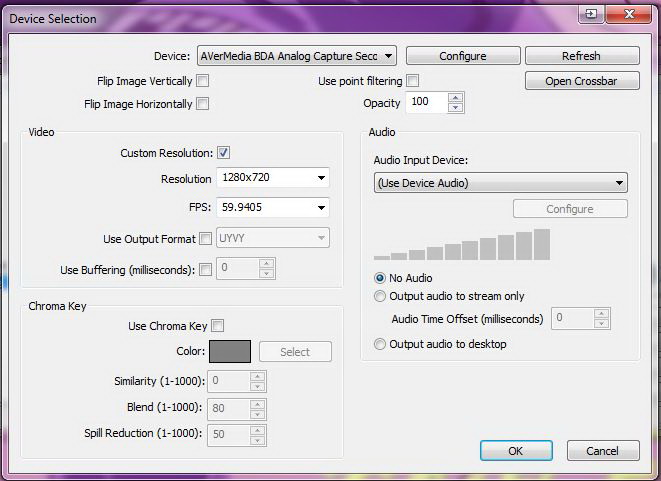 Device Selection
Device: AVerMedia BDA Analog Capture Secc Configure Refresh
Flip Image Vertically Use point filtering Open Crossbar
Flip Image Horizontally Opacity 100
Video
Custom Resolution:
Resolution 1280x720
FPS: 59.9405
Use Output Format UYVY
Use Buffering (milliseconds): 0
Audio
Audio Input Device:
(Use Device Audio)
Configure
No Audio
Output audio to stream only
Audio Time Offset (milliseconds) 0
Output audio to desktop
Chroma Key
Use Chroma Key
Color: Select
Similarity (1-1000): 0
Blend (1-1000): 80
Spill Reduction (1-1000): 50
OK Cancel